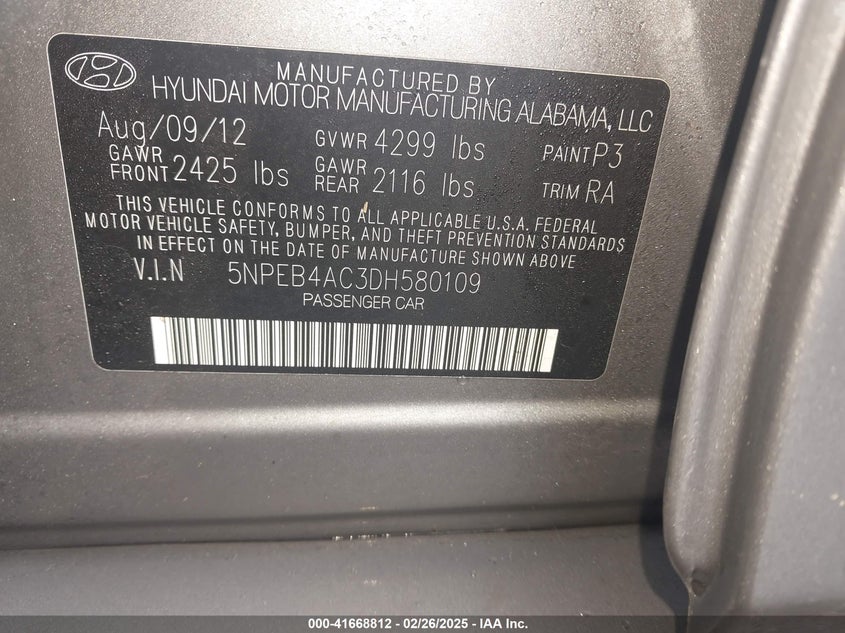 MANUFACTURED BY
HYUNDAI MOTOR MANUFACTURING ALABAMA, LLC
Aug/09/12 GVWR 4299 lbs PAINT P3
GAWR FRONT 2425 lbs GAWR REAR 2116 lbs TRIM RA
THIS VEHICLE CONFORMS TO ALL APPLICABLE U.S.A. FEDERAL
MOTOR VEHICLE SAFETY, BUMPER, AND THEFT PREVENTION STANDARDS
IN EFFECT ON THE DATE OF MANUFACTURE SHOWN ABOVE
V.I.N 5NPEB4AC3DH580109
PASSENGER CAR
000-41668812 - 02/26/2025 - IAA Inc.